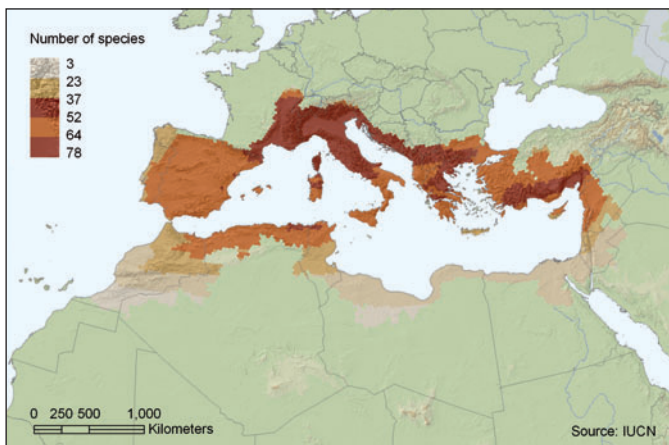 Number of species
3
23
37
52
64
78
0 250 500 1,000
Kilometers
Source: IUCN